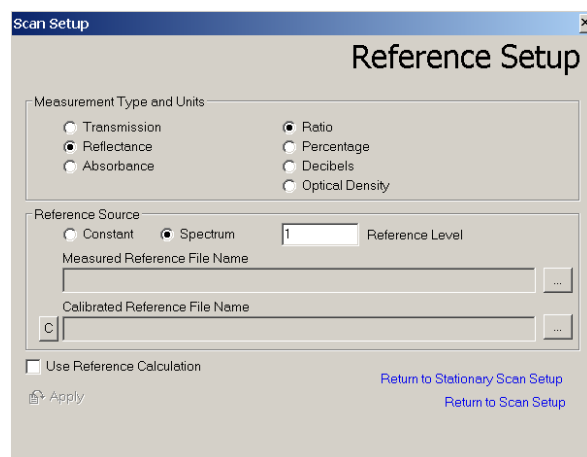 Scan Setup
Reference Setup
Measurement Type and Units
Transmission
Ratio
Reflectance
Percentage
Absorbance
Decibels
Optical Density
Reference Source
Constant
Spectrum
1
Reference Level
Measured Reference File Name
...
Calibrated Reference File Name
C
...
Use Reference Calculation
Return to Stationary Scan Setup
Apply
Return to Scan Setup